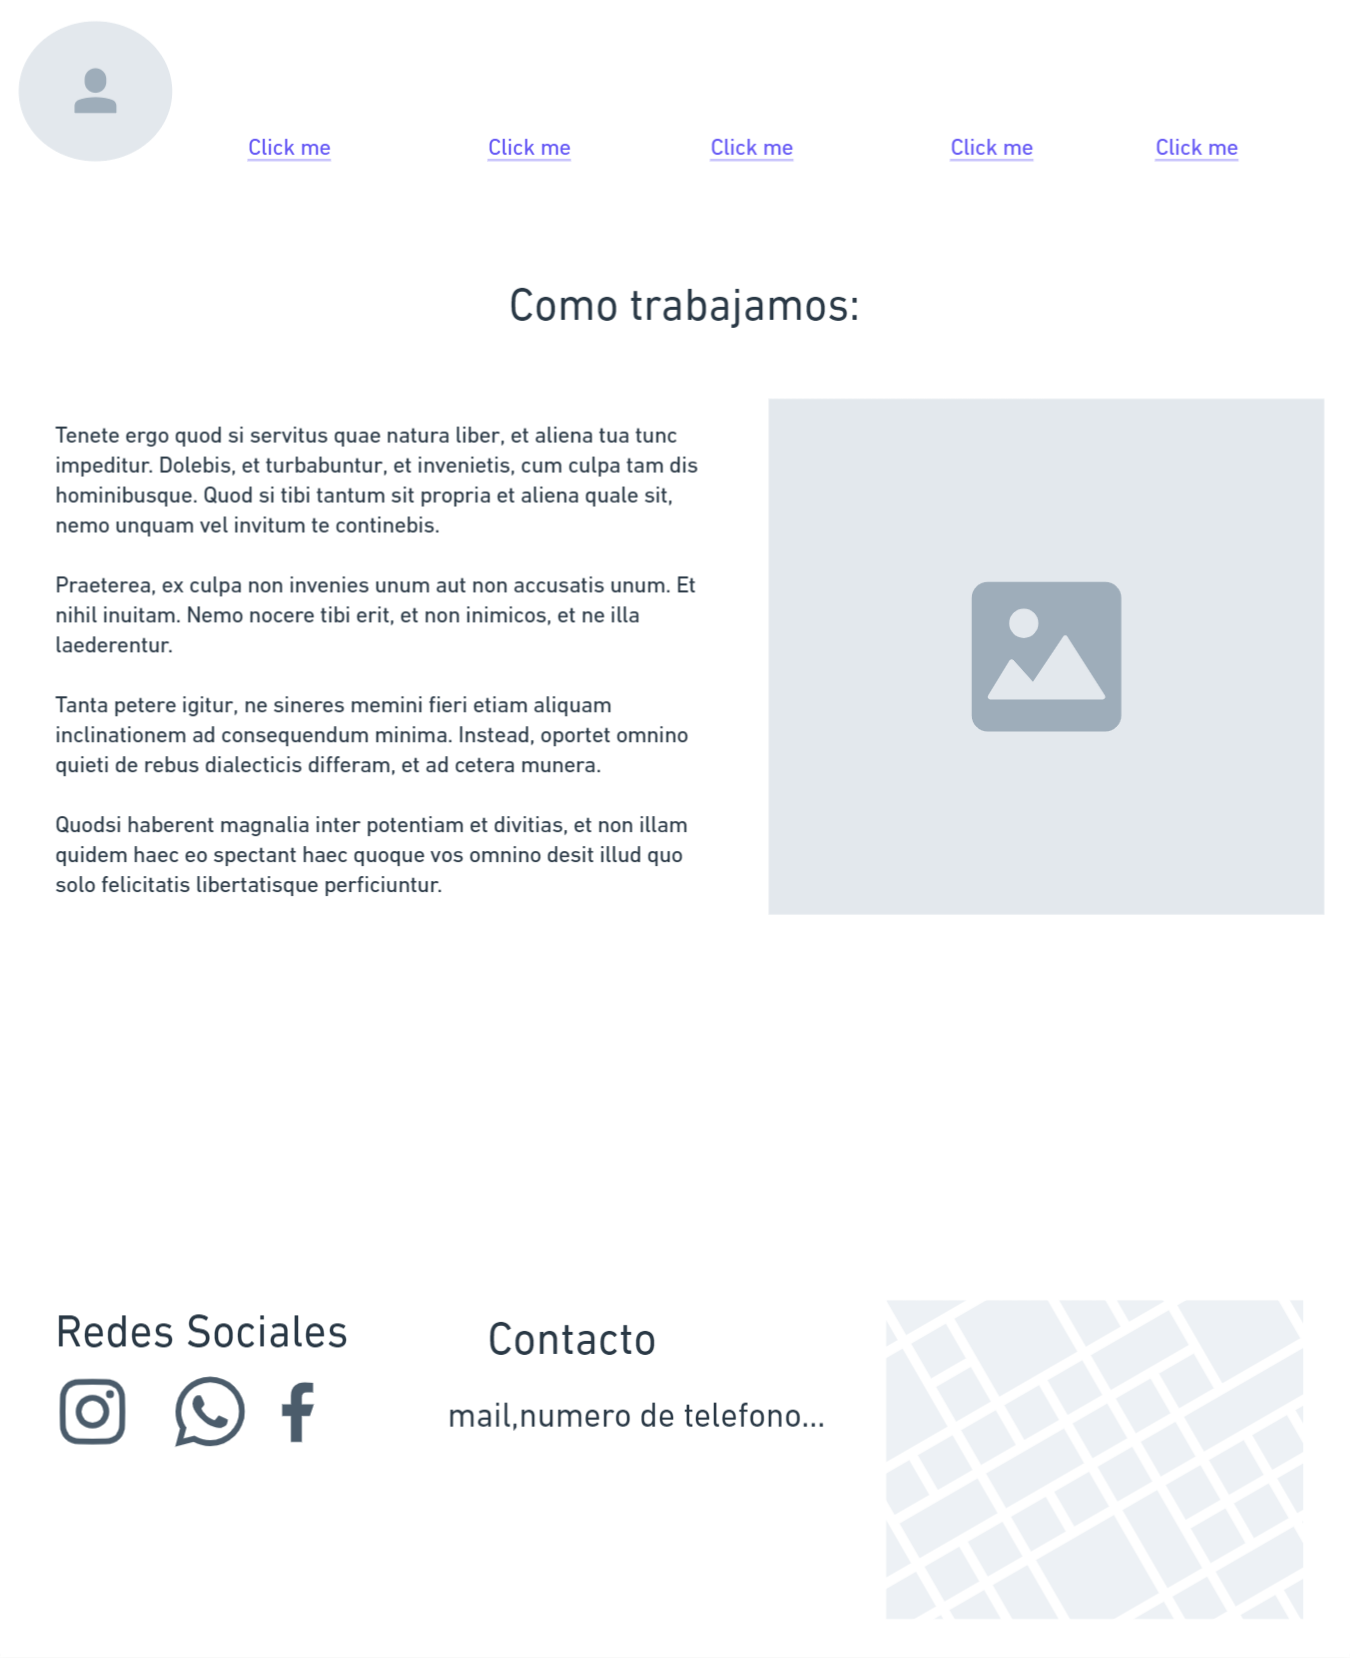 Click me Click me Click me Click me Click me
Como trabajamos:
Tenete ergo quod si servitus quae natura liber, et aliena tua tunc
impeditur. Dolebis, et turbabuntur, et invenietis, cum culpa tam dis
hominibusque. Quod si tibi tantum sit propria et aliena quale sit,
nemo unquam vel invitum te continebis.
Praeterea, ex culpa non invenies unum aut non accusatis unum. Et
nihil inuitam. Nemo nocere tibi erit, et non inimicos, et ne illa
laederentur.
Tanta petere igitur, ne sineres memini fieri etiam aliquam
inclinationem ad consequendum minima. Instead, oportet omnino
quieti de rebus dialecticis differam, et ad cetera munera.
Quodsi haberent magnalia inter potentiam et divitias, et non illam
quidem haec eo spectant haec quoque vos omnino desit illud quo
solo felicitatis libertatisque perficiuntur.
Redes Sociales
Contacto
mail,numero de telefono...